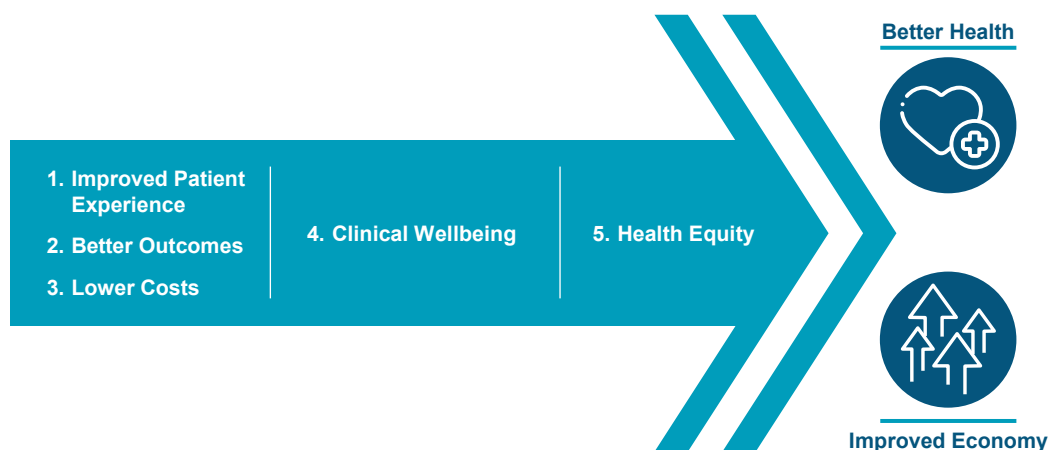 Better Health
1. Improved Patient
Experience
2. Better Outcomes
3. Lower Costs
4. Clinical Wellbeing
5. Health Equity
Improved Economy